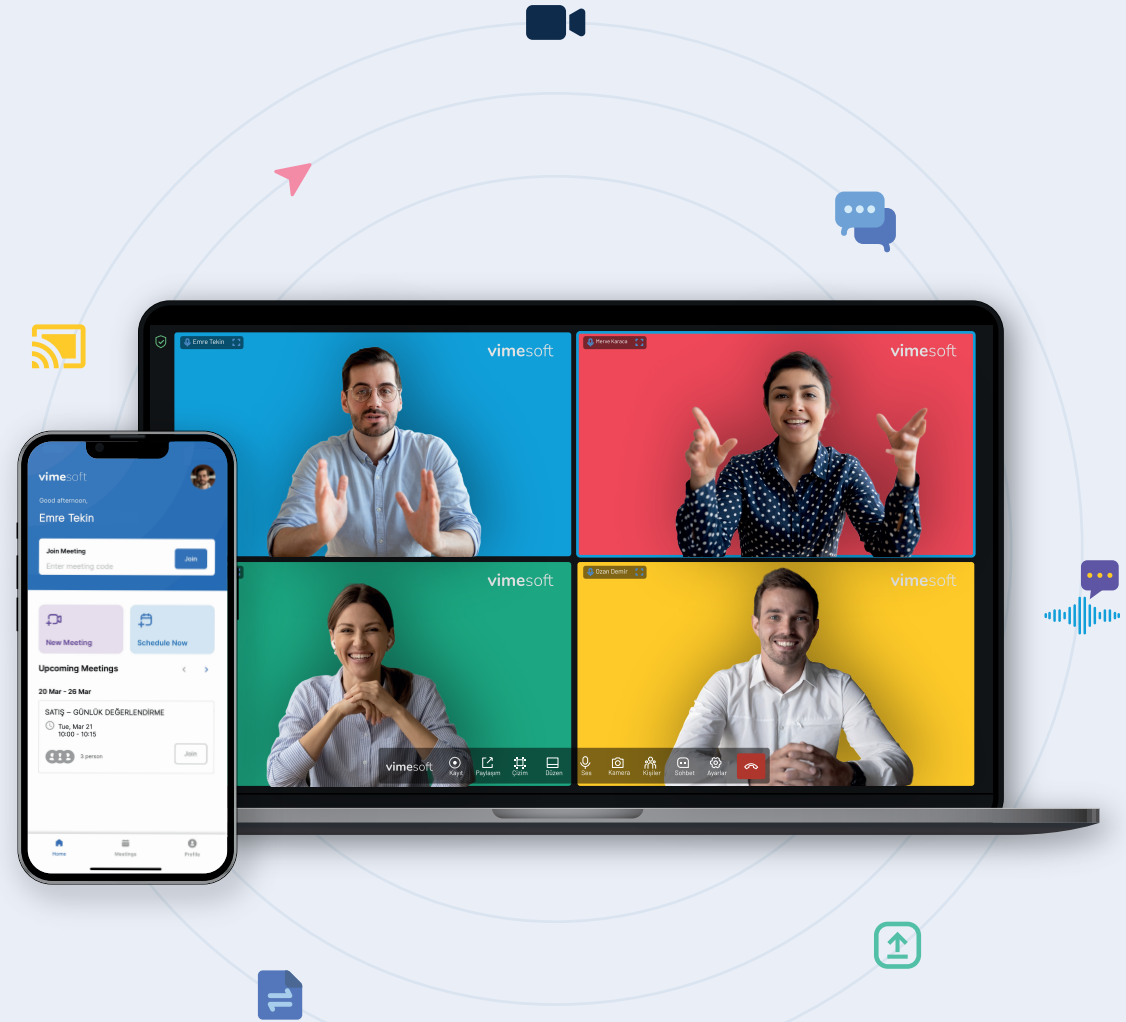 Emre Tekin
vimesoft
Merve Karaca
vimesoft
vimesoft
Ozan Demir
vimesoft
vimesoft
Kayıt
Paylaşım
Çizim
Düzen
Ses
Kamera
Kişiler
Sohbet
Ayarlar
vimesoft
Good afternoon,
Emre Tekin
Join Meeting
Enter meeting code
Join
New Meeting
Schedule Now
Upcoming Meetings
20 Mar - 26 Mar
SATIŞ – GÜNLÜK DEĞERLENDİRME
Tue, Mar 21
10:00 - 10:15
3 person
Join
Home
Meetings
Profile